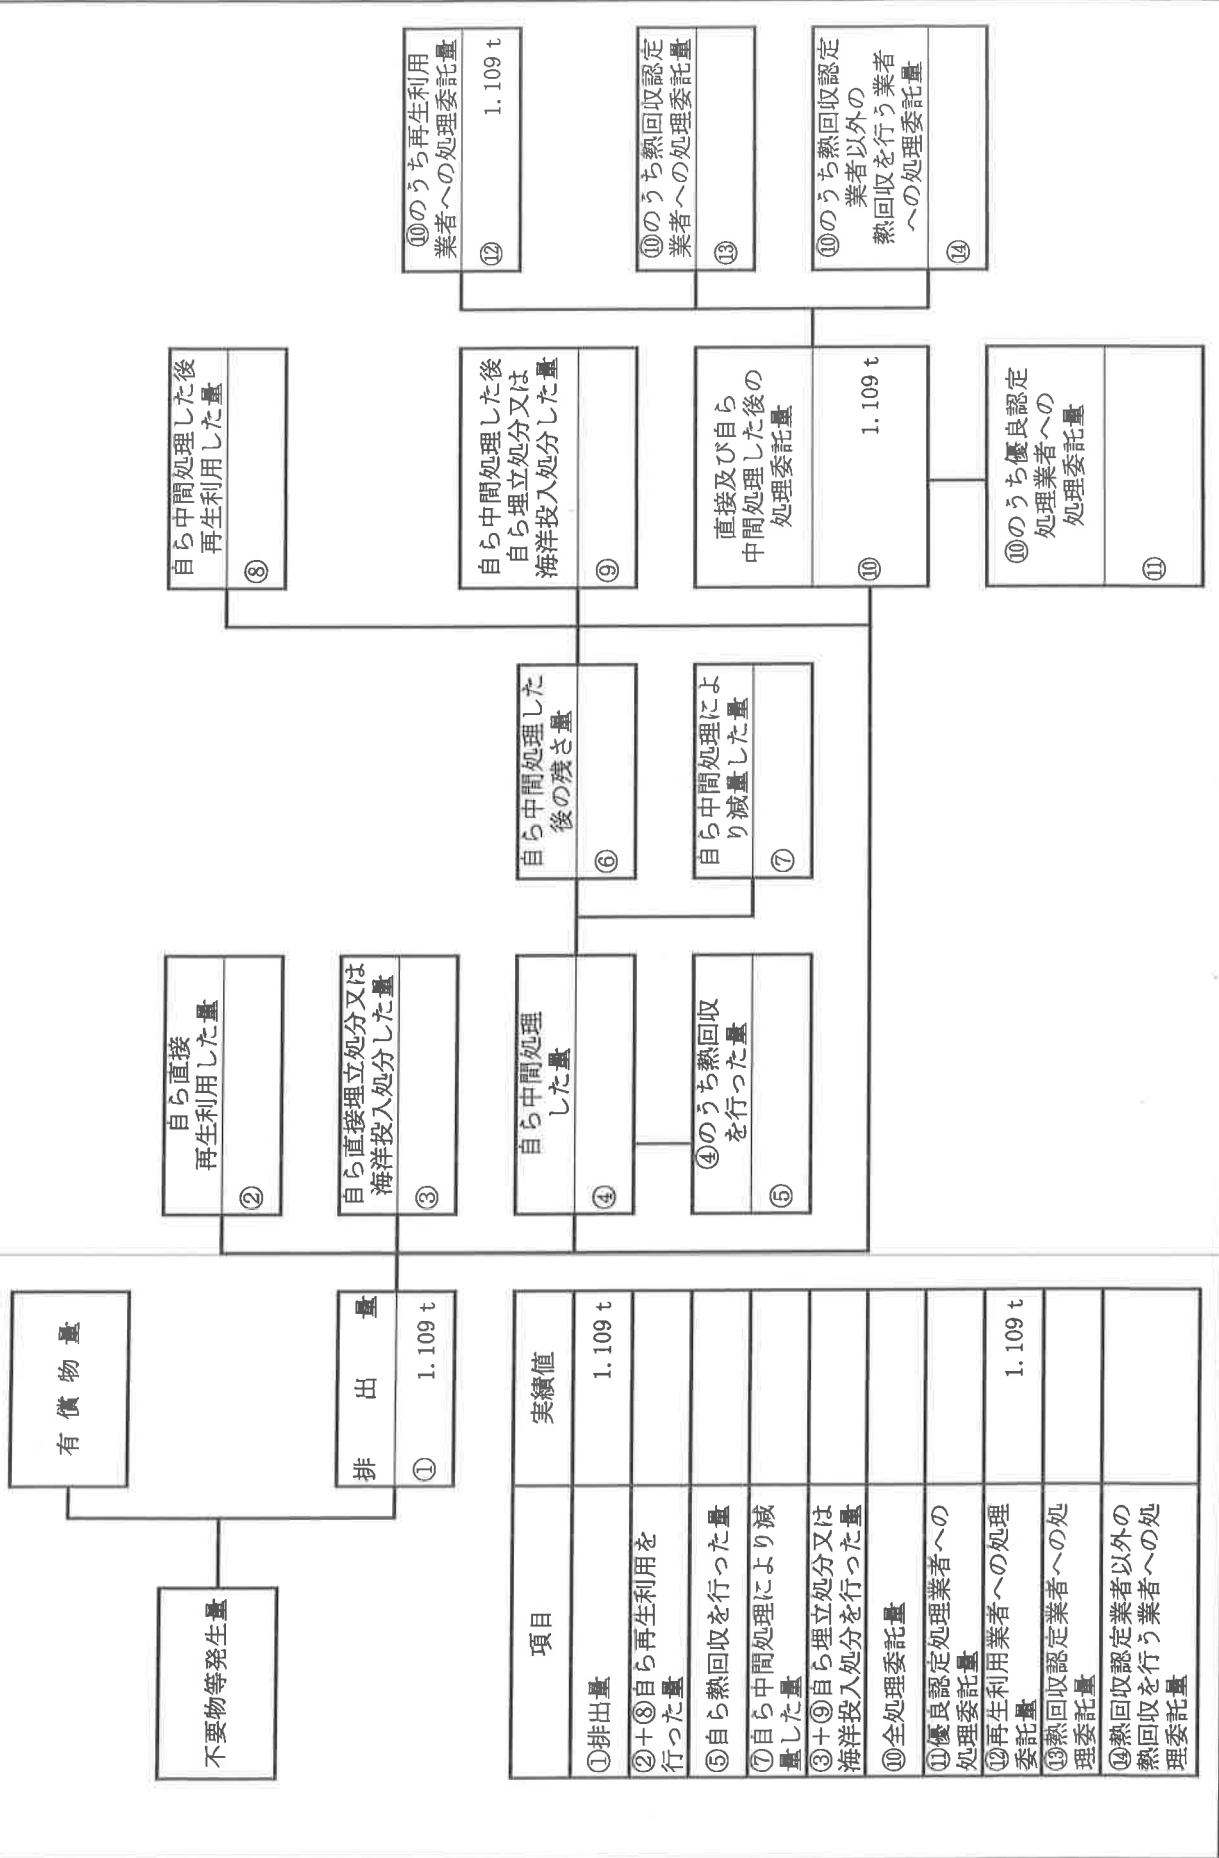 不要物等発生量
有償物量
排出量
① 1.109 t
自ら直接
再生利用した量
②
自ら直接埋立処分又は
海洋投入処分した量
③
自ら中間処理
した量
④
④のうち熱回収
を行った量
⑤
自ら中間処理した
後の残さ量
⑥
自ら中間処理によ
り減量した量
⑦
自ら中間処理した後
再生利用した量
⑧
自ら中間処理した後
自ら埋立処分又は
海洋投入処分した量
⑨
直接及び自ら
中間処理した後の
処理委託量
⑩ 1.109 t
⑩のうち優良認定
処理業者への
処理委託量
⑪
⑩のうち再生利用
業者への処理委託量
⑫ 1.109 t
⑩のうち熱回収認定
業者への処理委託量
⑬
⑩のうち熱回収認定
業者以外の
熱回収を行う業者
への処理委託量
⑭
項目 実績値
①排出量 1.109 t
②+⑧自ら再生利用を
行った量
⑤自ら熱回収を行った量
⑦自ら中間処理により減
量した量
③+⑨自ら埋立処分又は
海洋投入処分を行った量
⑩全処理委託量
⑪優良認定処理業者への
処理委託量
⑫再生利用業者への処理
委託量 1.109 t
⑬熱回収認定業者への処
理委託量
⑭熱回収認定業者以外の
熱回収を行う業者への処
理委託量